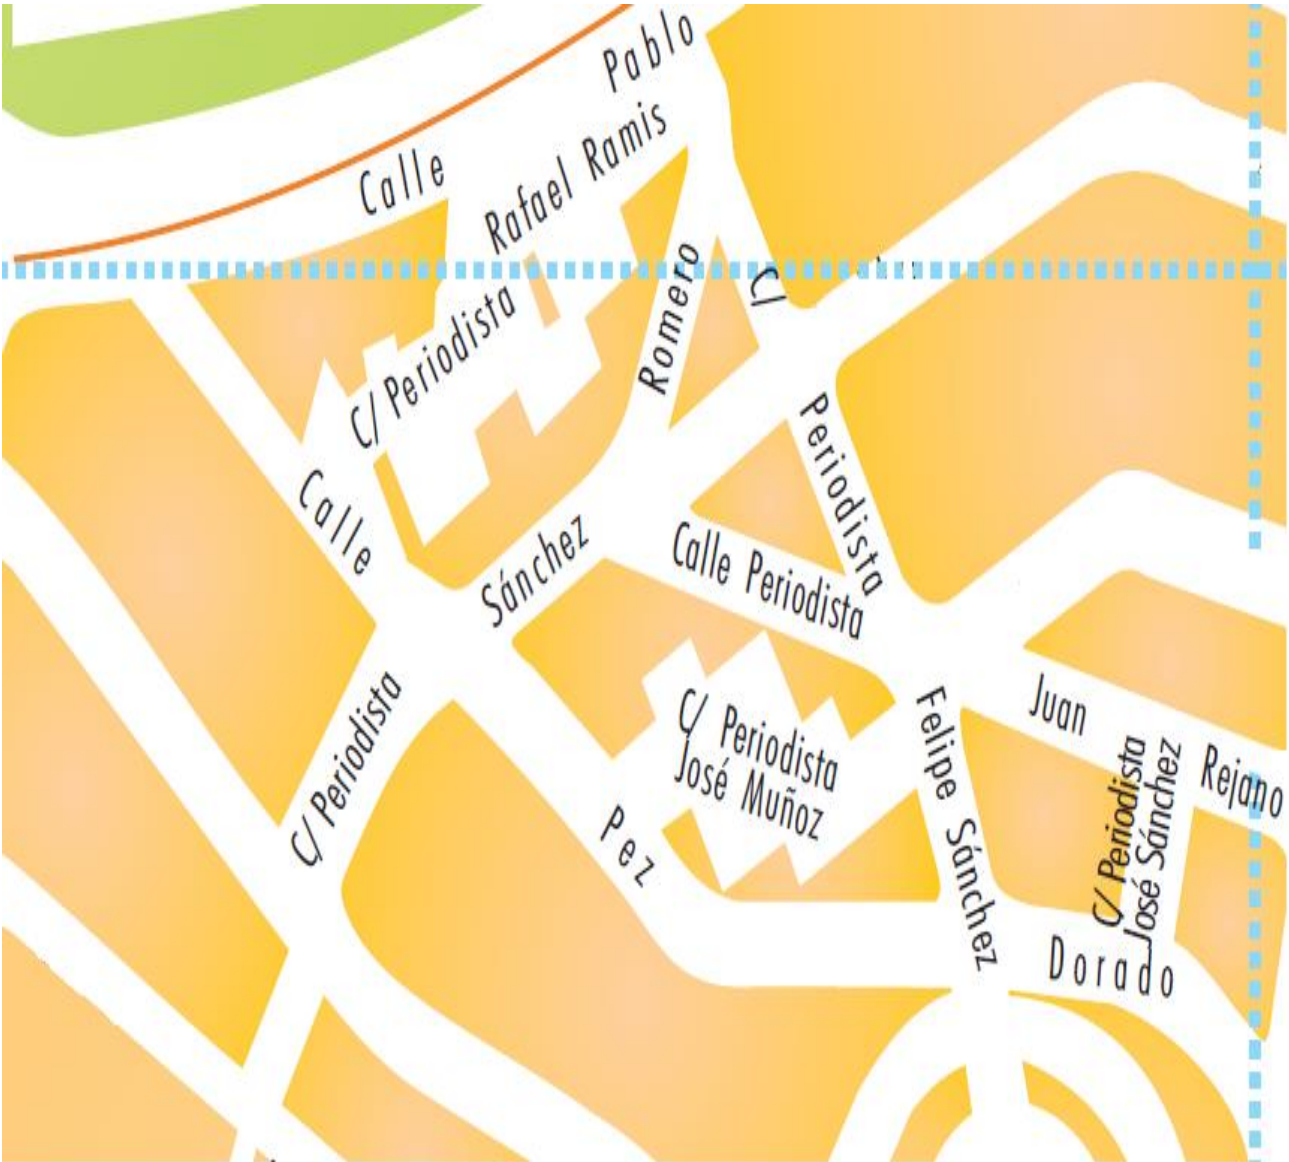 Calle Pablo
C/ Periodista Rafael Ramis
Romero
C/ Periodista
Felipe Sánchez
Calle Pez
Dorado
Calle Periodista Juan Rejano
C/ Periodista
Sánchez
C/ Periodista
José Muñoz
C/ Periodista
José Sánchez